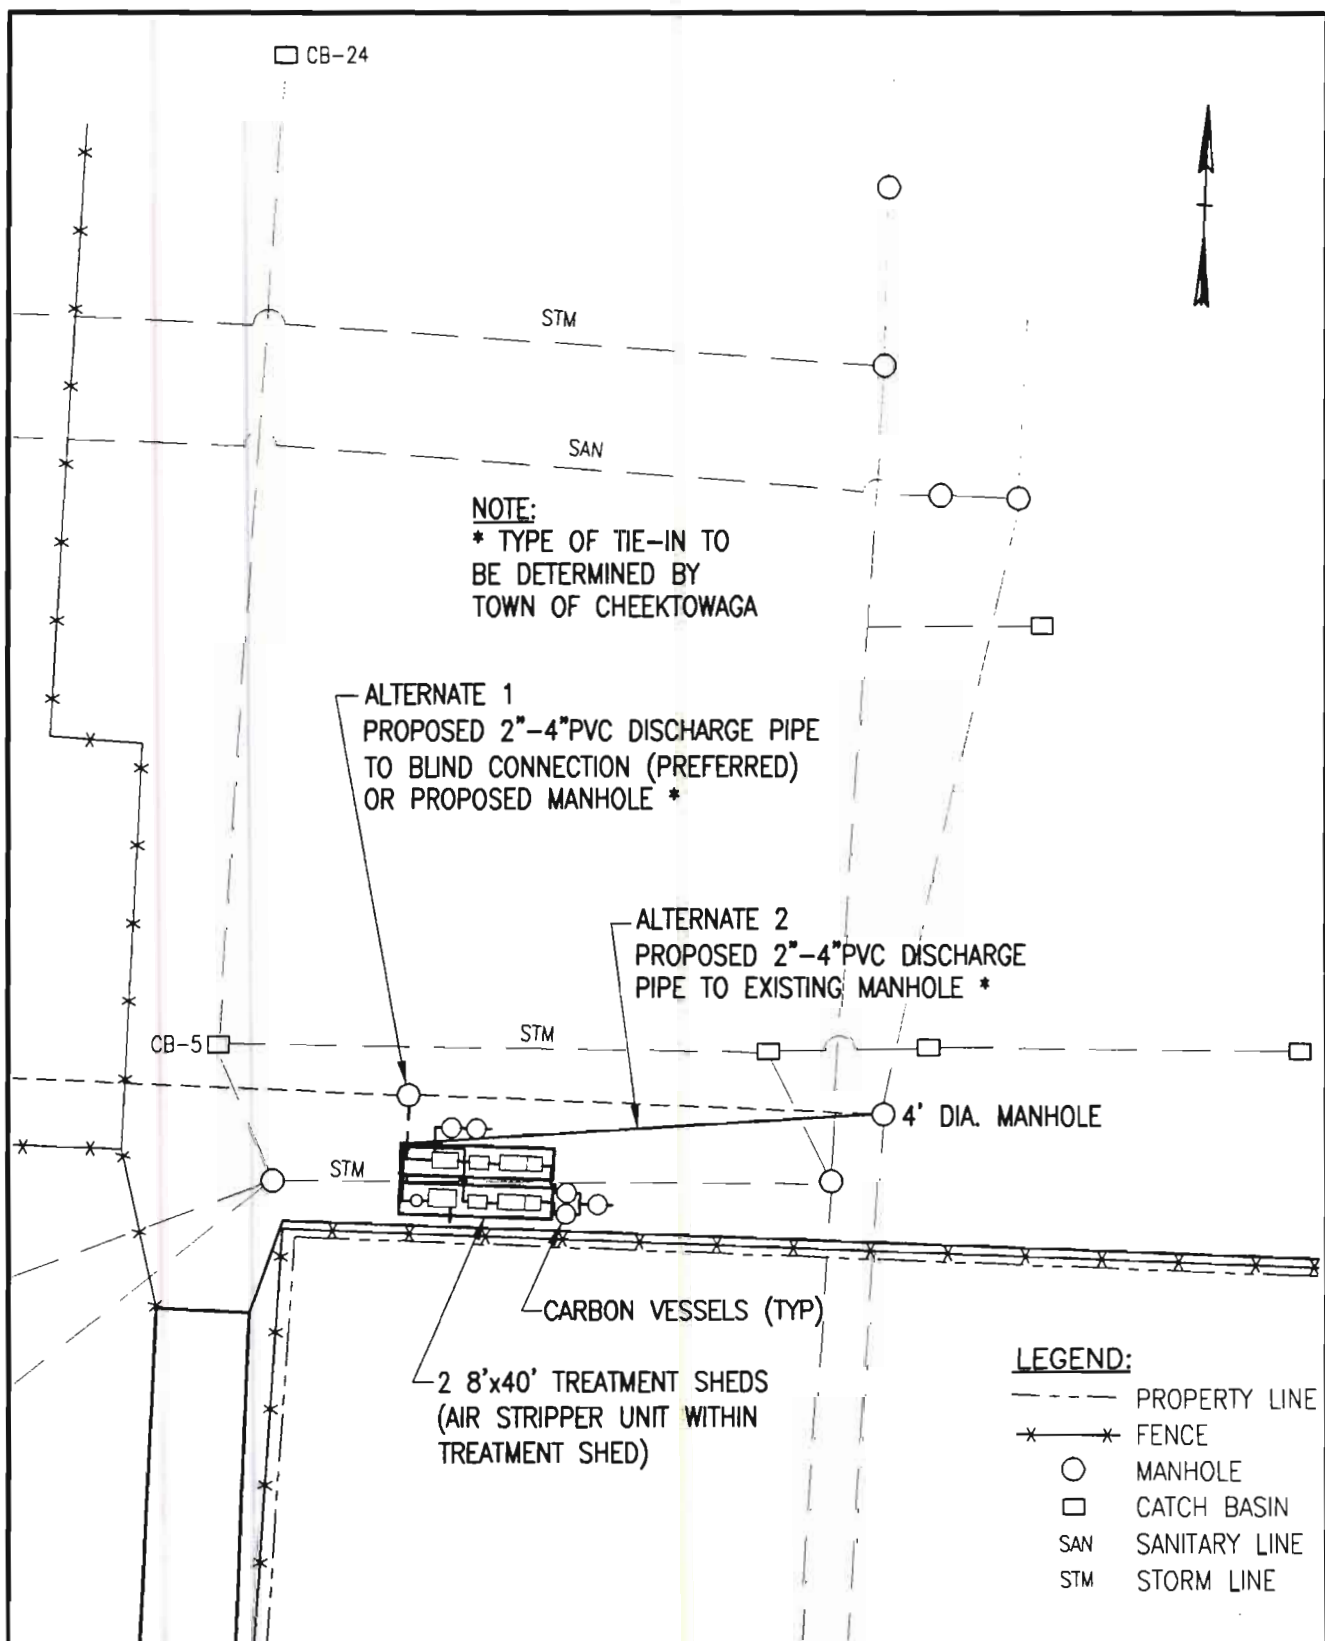 CB-24
STM
SAN
NOTE:
* TYPE OF TIE-IN TO
BE DETERMINED BY
TOWN OF CHEEKTOWAGA
ALTERNATE 1
PROPOSED 2"-4"PVC DISCHARGE PIPE
TO BLIND CONNECTION (PREFERRED)
OR PROPOSED MANHOLE *
ALTERNATE 2
PROPOSED 2"-4"PVC DISCHARGE
PIPE TO EXISTING MANHOLE *
CB-5
STM
4' DIA. MANHOLE
STM
CARBON VESSELS (TYP)
2 8'x40' TREATMENT SHEDS
(AIR STRIPPER UNIT WITHIN
TREATMENT SHED)
LEGEND:
PROPERTY LINE
FENCE
MANHOLE
CATCH BASIN
SAN SANITARY LINE
STM STORM LINE